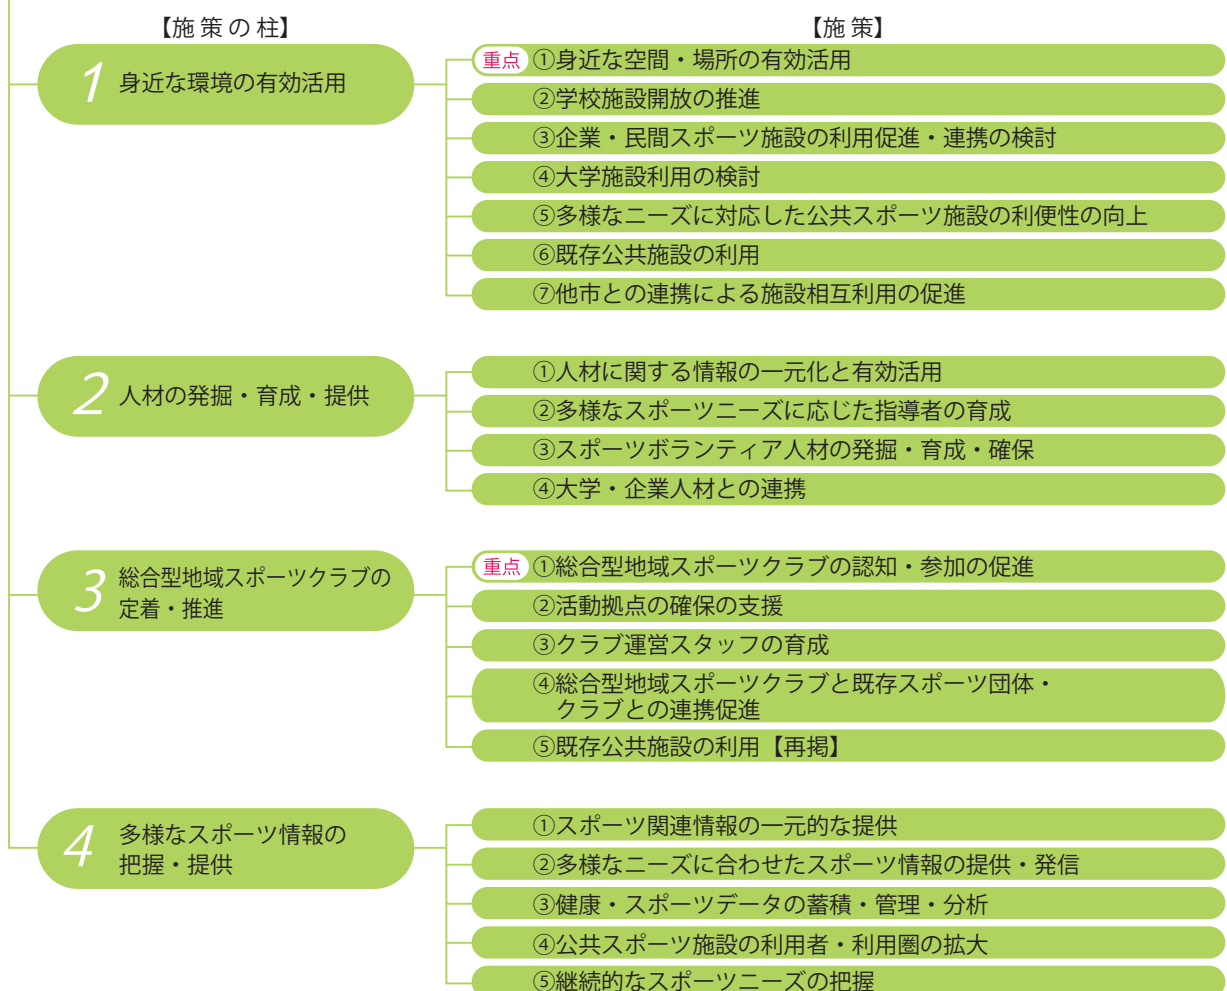 【施策の柱】
【施策】
1 身近な環境の有効活用
重点 ①身近な空間・場所の有効活用
②学校施設開放の推進
③企業・民間スポーツ施設の利用促進・連携の検討
④大学施設利用の検討
⑤多様なニーズに対応した公共スポーツ施設の利便性の向上
⑥既存公共施設の利用
⑦他市との連携による施設相互利用の促進
2 人材の発掘・育成・提供
①人材に関する情報の一元化と有効活用
②多様なスポーツニーズに応じた指導者の育成
③スポーツボランティア人材の発掘・育成・確保
④大学・企業人材との連携
3 総合型地域スポーツクラブの
定着・推進
重点 ①総合型地域スポーツクラブの認知・参加の促進
②活動拠点の確保の支援
③クラブ運営スタッフの育成
④総合型地域スポーツクラブと既存スポーツ団体・
クラブとの連携促進
⑤既存公共施設の利用【再掲】
4 多様なスポーツ情報の
把握・提供
①スポーツ関連情報の一元的な提供
②多様なニーズに合わせたスポーツ情報の提供・発信
③健康・スポーツデータの蓄積・管理・分析
④公共スポーツ施設の利用者・利用圏の拡大
⑤継続的なスポーツニーズの把握